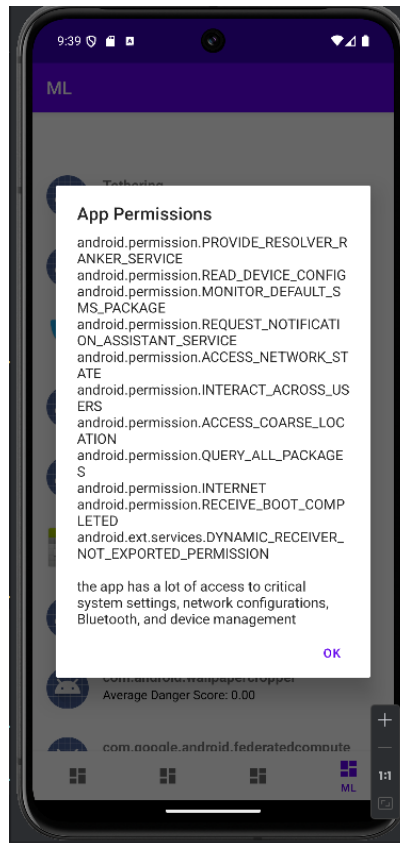 9:39
ML
Tethering
App Permissions
android.permission.PROVIDE_RESOLVER_R
ANKER_SERVICE
android.permission.READ_DEVICE_CONFIG
android.permission.MONITOR_DEFAULT_S
MS_PACKAGE
android.permission.REQUEST_NOTIFICATI
ON_ASSISTANT_SERVICE
android.permission.ACCESS_NETWORK_ST
ATE
android.permission.INTERACT_ACROSS_US
ERS
android.permission.ACCESS_COARSE_LOC
ATION
android.permission.QUERY_ALL_PACKAGE
S
android.permission.INTERNET
android.permission.RECEIVE_BOOT_COMP
LETED
android.ext.services.DYNAMIC_RECEIVER_
NOT_EXPORTED_PERMISSION
the app has a lot of access to critical
system settings, network configurations,
Bluetooth, and device management
OK
com.android.wallpapercropper
Average Danger Score: 0.00
com.google.android.federatedcompute
ML
1:1